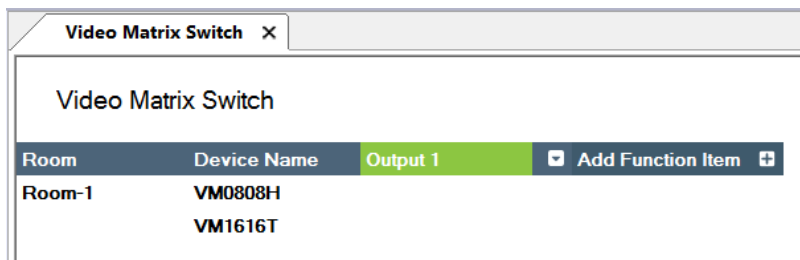 Video Matrix Switch
Video Matrix Switch
Room Device Name Output 1 Add Function Item
Room-1 VM0808H
VM1616T